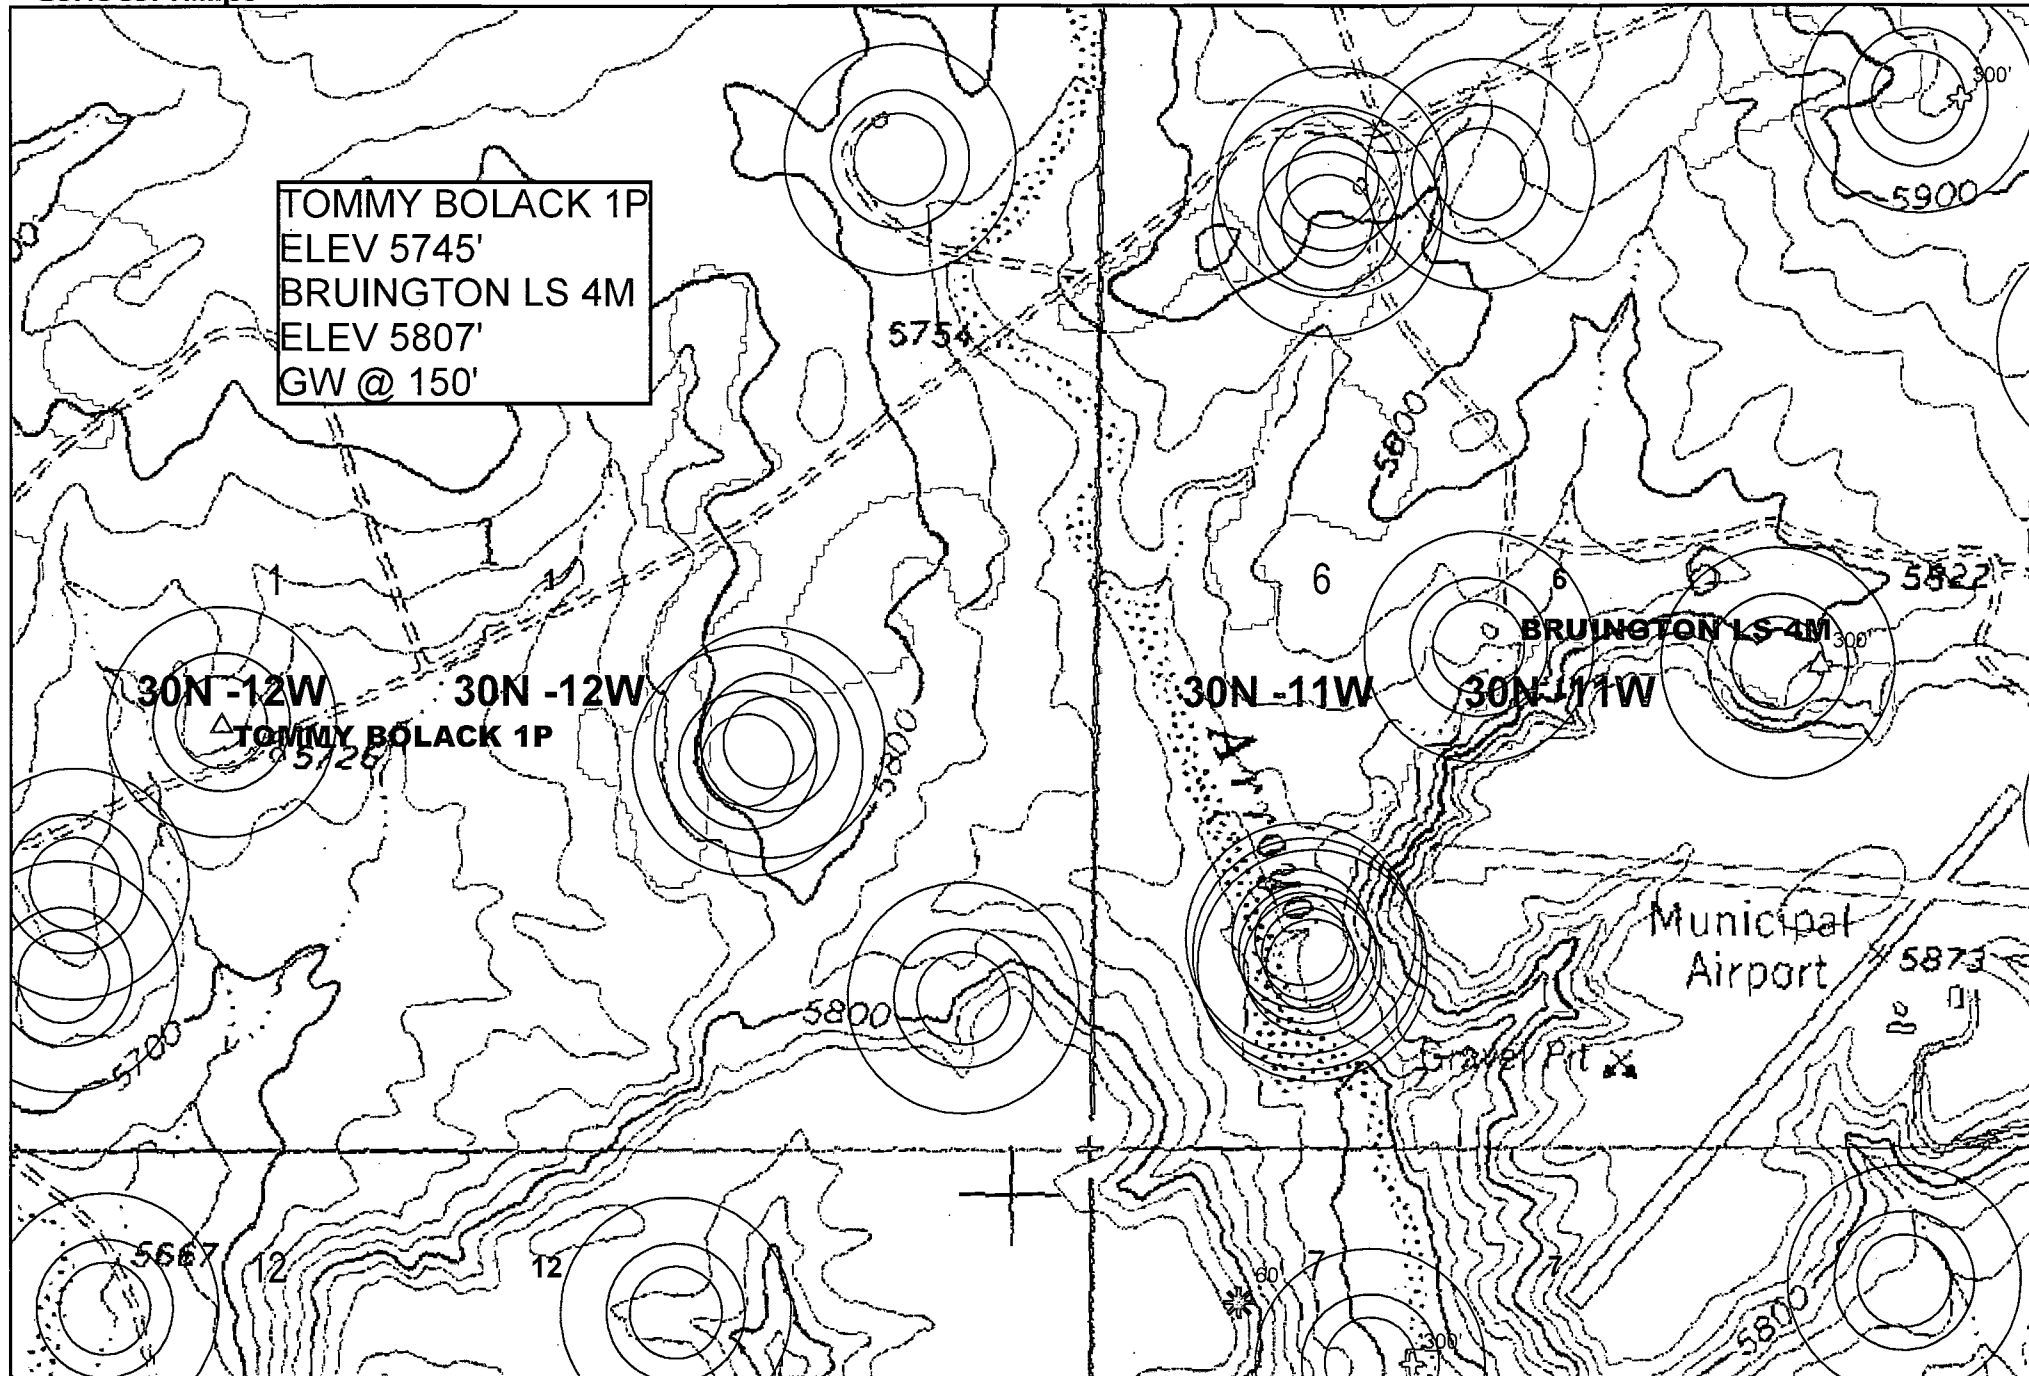 300'
5900
TOMMY BOLACK 1P
ELEV 5745'
BRUINGTON LS 4M
ELEV 5807'
GW @ 150'
5754
5800
1
1
1
6
6
5822
BRUINGTON LS 4M
300'
30N -12W
30N -12W
30N -11W
30N -11W
TOMMY BOLACK 1P
5726
5800
Municipal
Airport
5873
5800
5700
Gravel Pit
5667
12
12
60'
7
7
300'
5800